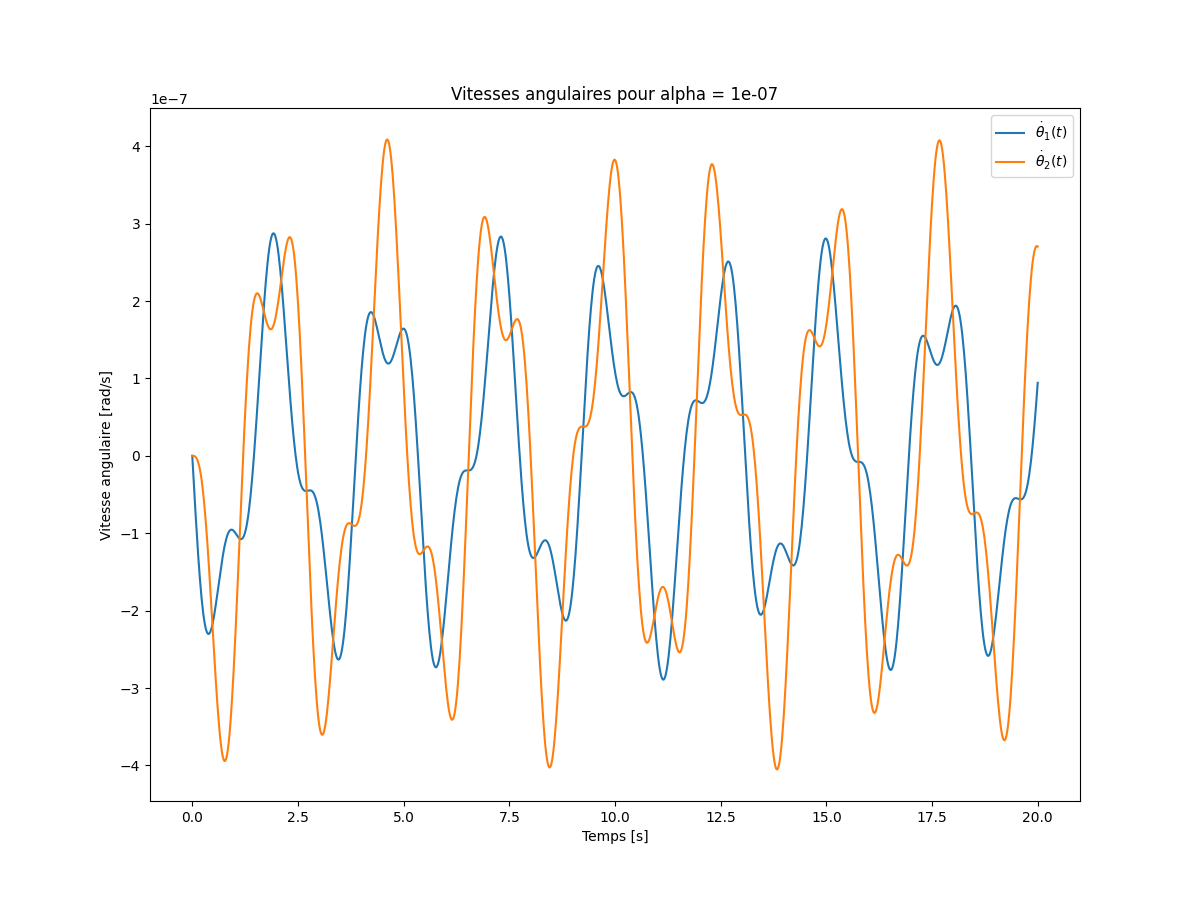 Vitesses angulaires pour alpha = 1e-07
1e−7
θ̇₁(t)
θ̇₂(t)
4
3
2
1
0
−1
−2
−3
−4
Vitesse angulaire [rad/s]
0.0 2.5 5.0 7.5 10.0 12.5 15.0 17.5 20.0
Temps [s]